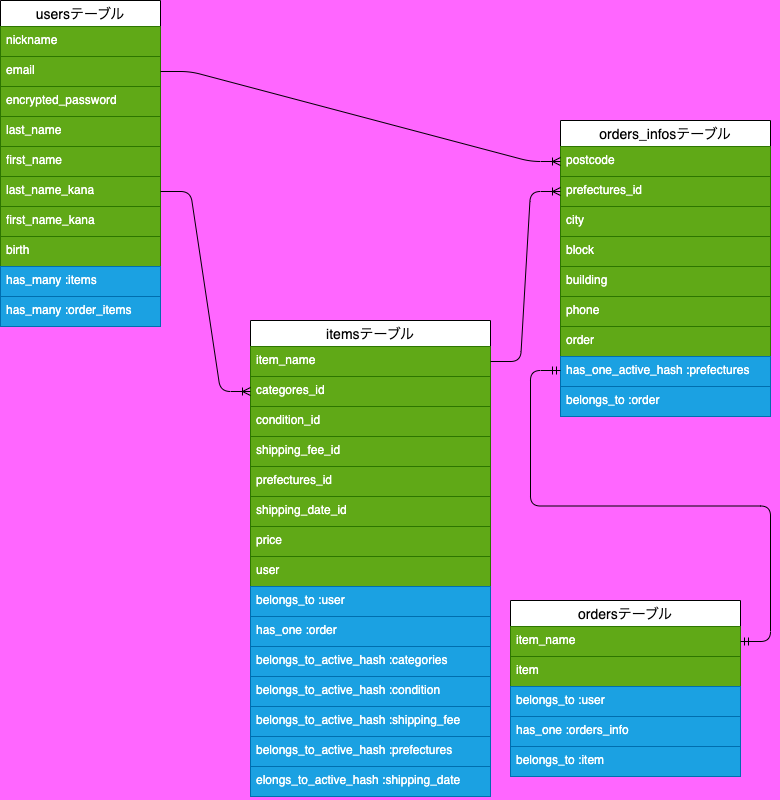 usersテーブル
nickname
email
encrypted_password
last_name
first_name
last_name_kana
first_name_kana
birth
has_many :items
has_many :order_items
orders_infosテーブル
postcode
prefectures_id
city
block
building
phone
order
has_one_active_hash :prefectures
belongs_to :order
itemsテーブル
item_name
categores_id
condition_id
shipping_fee_id
prefectures_id
shipping_date_id
price
user
belongs_to :user
has_one :order
belongs_to_active_hash :categories
belongs_to_active_hash :condition
belongs_to_active_hash :shipping_fee
belongs_to_active_hash :prefectures
elongs_to_active_hash :shipping_date
ordersテーブル
item_name
item
belongs_to :user
has_one :orders_info
belongs_to :item